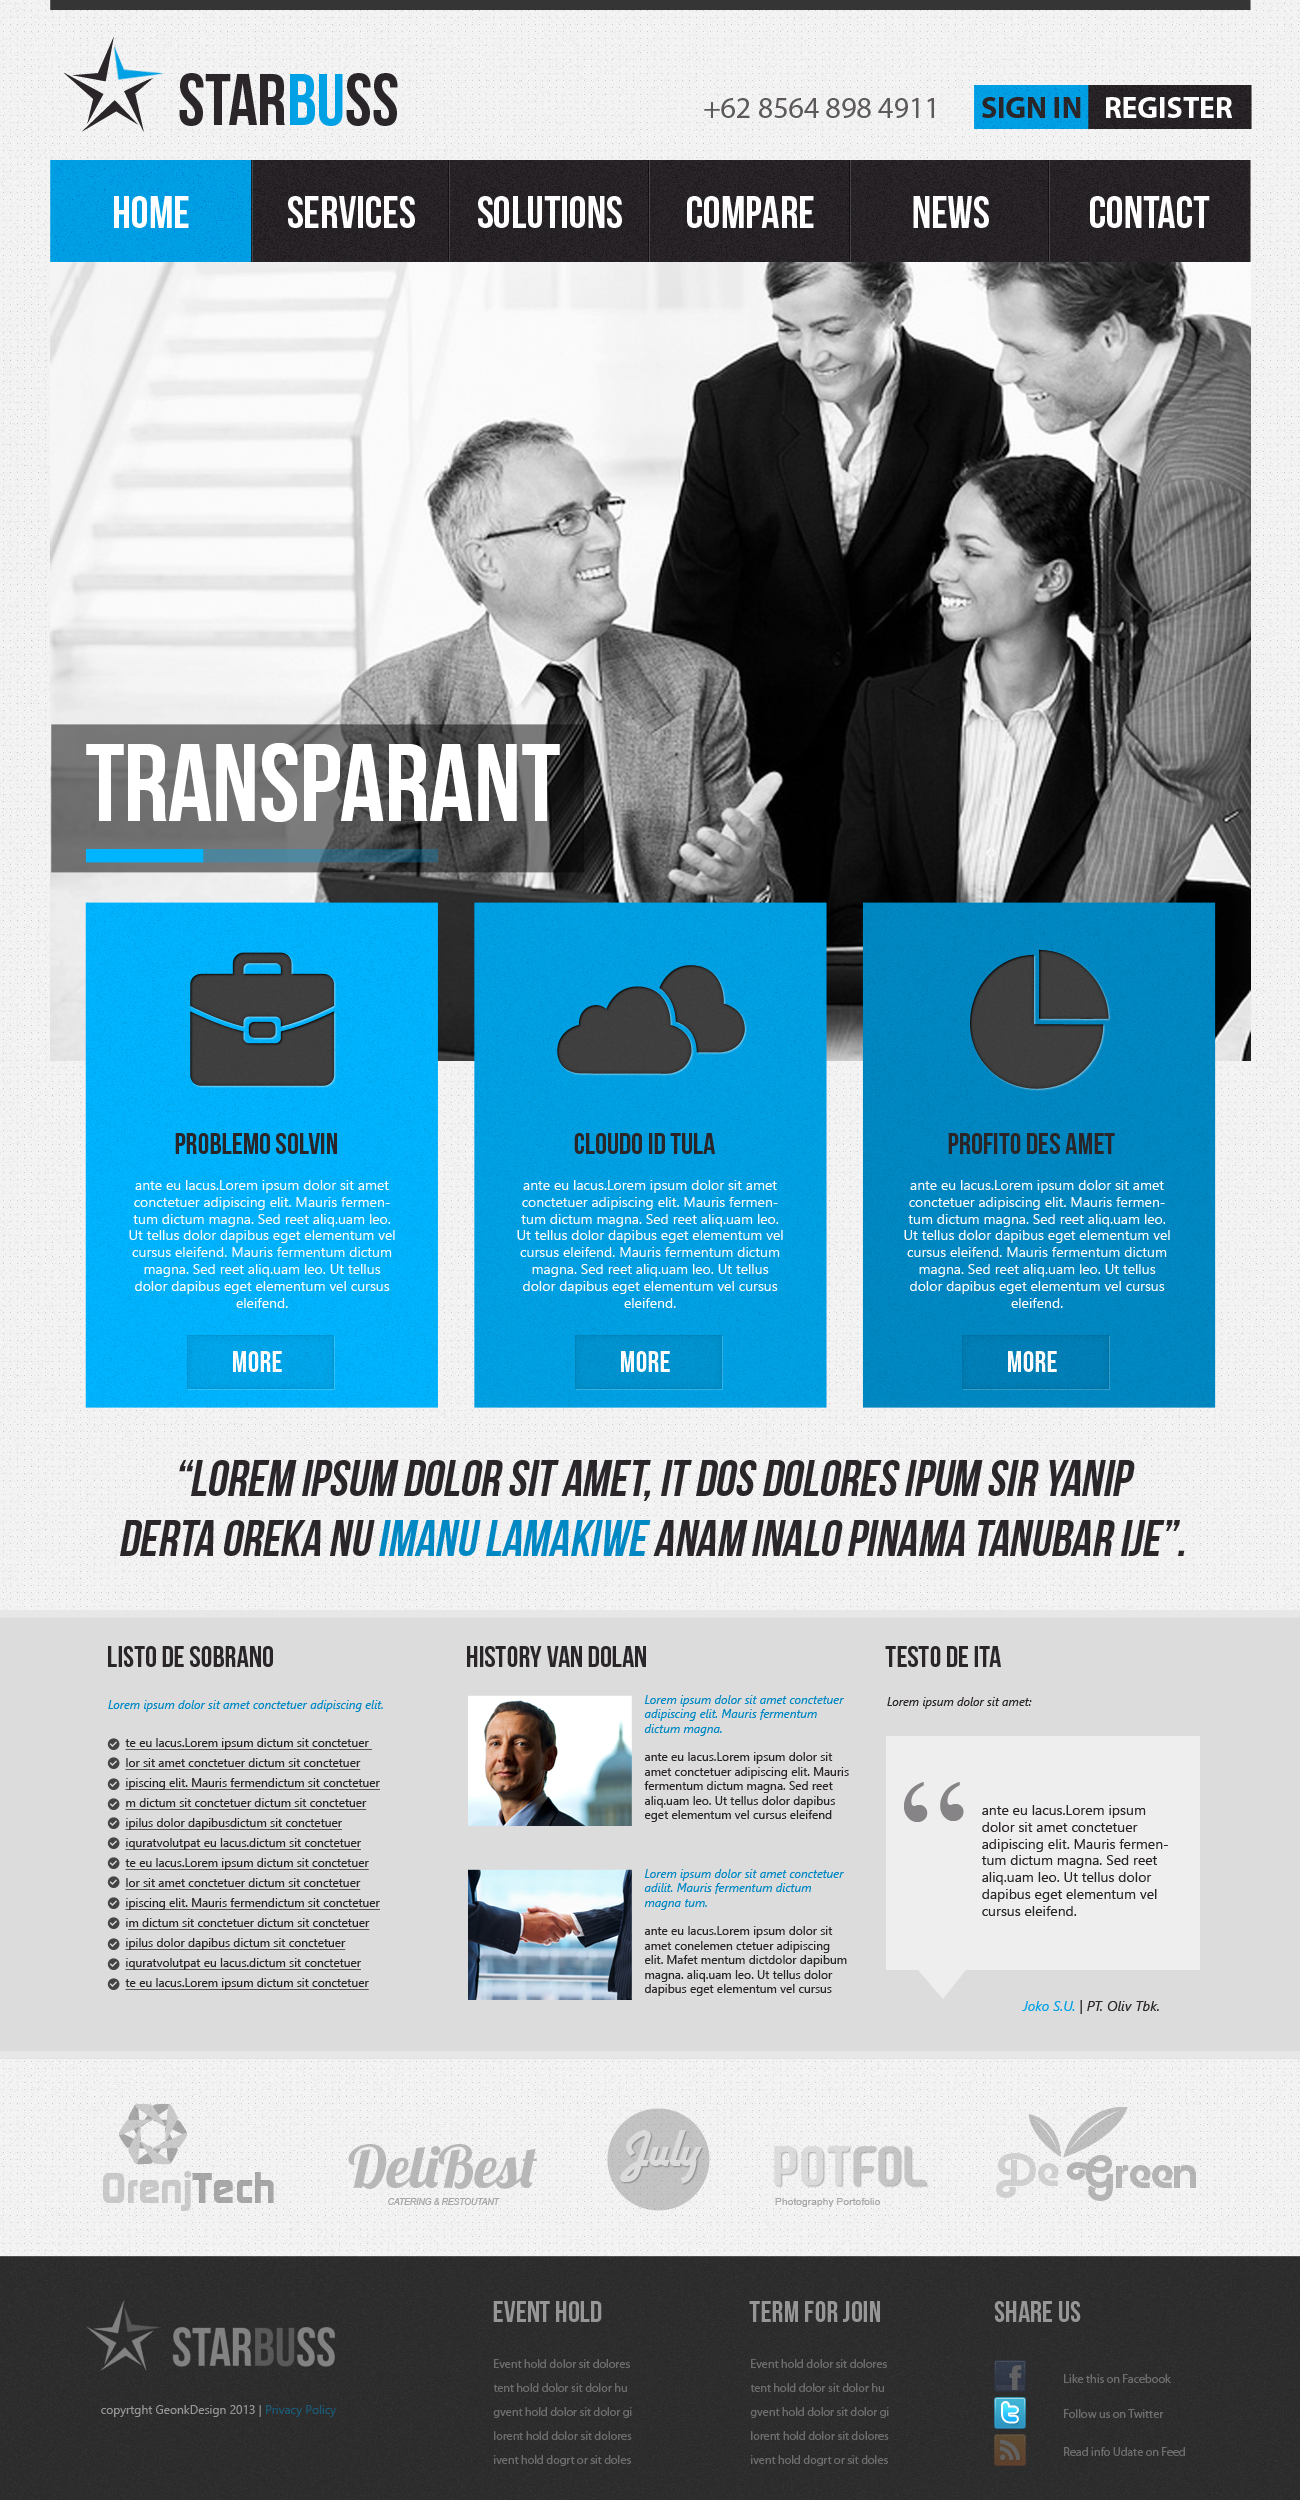 STARBUSS
+62 8564 898 4911
SIGN IN REGISTER
HOME SERVICES SOLUTIONS COMPARE NEWS CONTACT
TRANSPARANT
PROBLEMO SOLVIN
ante eu lacus.Lorem ipsum dolor sit amet
conctetuer adipiscing elit. Mauris fermen-
tum dictum magna. Sed reet aliq.uam leo.
Ut tellus dolor dapibus eget elementum vel
cursus eleifend. Mauris fermentum dictum
magna. Sed reet aliq.uam leo. Ut tellus
dolor dapibus eget elementum vel cursus
eleifend.
MORE
CLOUDO ID TULA
ante eu lacus.Lorem ipsum dolor sit amet
conctetuer adipiscing elit. Mauris fermen-
tum dictum magna. Sed reet aliq.uam leo.
Ut tellus dolor dapibus eget elementum vel
cursus eleifend. Mauris fermentum dictum
magna. Sed reet aliq.uam leo. Ut tellus
dolor dapibus eget elementum vel cursus
eleifend.
MORE
PROFITO DES AMET
ante eu lacus.Lorem ipsum dolor sit amet
conctetuer adipiscing elit. Mauris fermen-
tum dictum magna. Sed reet aliq.uam leo.
Ut tellus dolor dapibus eget elementum vel
cursus eleifend. Mauris fermentum dictum
magna. Sed reet aliq.uam leo. Ut tellus
dolor dapibus eget elementum vel cursus
eleifend.
MORE
“LOREM IPSUM DOLOR SIT AMET, IT DOS DOLORES IPUM SIR YANIP
DERTA OREKA NU IMANU LAMAKIWE ANAM INALO PINAMA TANUBAR IJE”.
LISTO DE SOBRANO
Lorem ipsum dolor sit amet conctetuer adipiscing elit.
te eu lacus.Lorem ipsum dictum sit conctetuer
lor sit amet conctetuer dictum sit conctetuer
ipiscing elit. Mauris fermendictum sit conctetuer
m dictum sit conctetuer dictum sit conctetuer
ipilus dolor dapibusdictum sit conctetuer
iquratvolutpat eu lacus.dictum sit conctetuer
te eu lacus.Lorem ipsum dictum sit conctetuer
lor sit amet conctetuer dictum sit conctetuer
ipiscing elit. Mauris fermendictum sit conctetuer
im dictum sit conctetuer dictum sit conctetuer
ipilus dolor dapibus dictum sit conctetuer
iquratvolutpat eu lacus.dictum sit conctetuer
te eu lacus.Lorem ipsum dictum sit conctetuer
HISTORY VAN DOLAN
Lorem ipsum dolor sit amet conctetuer
adipiscing elit. Mauris fermentum
dictum magna.
ante eu lacus.Lorem ipsum dolor sit
amet conctetuer adipiscing elit. Mauris
fermentum dictum magna. Sed reet
aliq.uam leo. Ut tellus dolor dapibus
eget elementum vel cursus eleifend
Lorem ipsum dolor sit amet conctetuer
adilit. Mauris fermentum dictum
magna tum.
ante eu lacus.Lorem ipsum dolor sit
amet conelemen ctetuer adipiscing
elit. Mafet mentum dictdolor dapibum
magna. aliq.uam leo. Ut tellus dolor
dapibus eget elementum vel cursus
TESTO DE ITA
Lorem ipsum dolor sit amet:
“
ante eu lacus.Lorem ipsum
dolor sit amet conctetuer
adipiscing elit. Mauris fermen-
tum dictum magna. Sed reet
aliq.uam leo. Ut tellus dolor
dapibus eget elementum vel
cursus eleifend.
Joko S.U. | PT. Oliv Tbk.
OrenjTech
DeliBest
CATERING & RESTOUTANT
July
POTFOL
Photography Portofolio
De Green
STARBUSS
copyrtght GeonkDesign 2013 | Privacy Policy
EVENT HOLD
Event hold dolor sit dolores
tent hold dolor sit dolor hu
gvent hold dolor sit dolor gi
lorent hold dolor sit dolores
ivent hold dogrt or sit doles
TERM FOR JOIN
Event hold dolor sit dolores
tent hold dolor sit dolor hu
gvent hold dolor sit dolor gi
lorent hold dolor sit dolores
ivent hold dogrt or sit doles
SHARE US
Like this on Facebook
Follow us on Twitter
Read info Udate on Feed